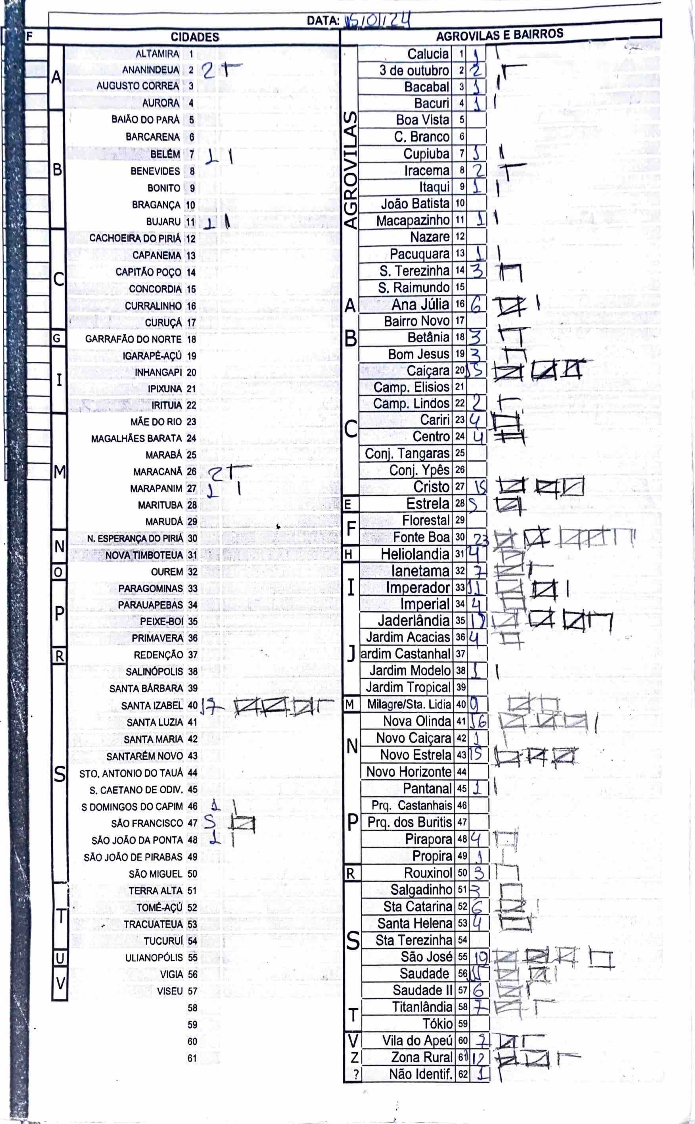 DATA: 15/01/24
F CIDADES AGROVILAS E BAIRROS
A
ALTAMIRA 1
ANANINDEUA 2 2
AUGUSTO CORREA 3
AURORA 4
B
BAIÃO DO PARÁ 5
BARCARENA 6
BELÉM 7 1
BENEVIDES 8
BONITO 9
BRAGANÇA 10
BUJARU 11 1
C
CACHOEIRA DO PIRIÁ 12
CAPANEMA 13
CAPITÃO POÇO 14
CONCORDIA 15
CURRALINHO 16
CURUÇÁ 17
G
GARRAFÃO DO NORTE 18
I
IGARAPÉ-AÇÚ 19
INHANGAPI 20
IPIXUNA 21
IRITUIA 22
M
MÃE DO RIO 23
MAGALHÃES BARATA 24
MARABÁ 25
MARACANÃ 26 2
MARAPANIM 27 1
MARITUBA 28
MARUDÁ 29
N
N. ESPERANÇA DO PIRIÁ 30
NOVA TIMBOTEUA 31
O
OUREM 32
P
PARAGOMINAS 33
PARAUAPEBAS 34
PEIXE-BOI 35
PRIMAVERA 36
R
REDENÇÃO 37
S
SALINÓPOLIS 38
SANTA BÁRBARA 39
SANTA IZABEL 40 17
SANTA LUZIA 41
SANTA MARIA 42
SANTARÉM NOVO 43
STO. ANTONIO DO TAUÁ 44
S. CAETANO DE ODIV. 45
S DOMINGOS DO CAPIM 46 1
SÃO FRANCISCO 47 5
SÃO JOÃO DA PONTA 48 1
SÃO JOÃO DE PIRABAS 49
SÃO MIGUEL 50
T
TERRA ALTA 51
TOMÉ-AÇÚ 52
TRACUATEUA 53
TUCURUÍ 54
U
ULIANÓPOLIS 55
V
VIGIA 56
VISEU 57
58
59
60
61
AGROVILAS
Calucia 1 1
3 de outubro 2 2
Bacabal 3 1
Bacuri 4 1
Boa Vista 5
C. Branco 6
Cupiuba 7 1
Iracema 8 2
Itaqui 9 1
João Batista 10
Macapazinho 11 1
Nazare 12
Pacuquara 13 1
S. Terezinha 14 3
S. Raimundo 15
A
Ana Júlia 16 6
B
Bairro Novo 17
Betânia 18 3
Bom Jesus 19 3
C
Caiçara 20 15
Camp. Elisios 21
Camp. Lindos 22 2
Cariri 23 4
Centro 24 4
Conj. Tangaras 25
Conj. Ypês 26
Cristo 27 15
E
Estrela 28 5
F
Florestal 29
Fonte Boa 30 23
H
Heliolandia 31 4
I
Ianetama 32 7
Imperador 33 11
Imperial 34 4
J
Jaderlândia 35
Jardim Acacias 36 4
ardim Castanhal 37
Jardim Modelo 38 1
Jardim Tropical 39
M
Milagre/Sta. Lidia 40 9
N
Nova Olinda 41 16
Novo Caiçara 42 1
Novo Estrela 43 15
Novo Horizonte 44
P
Pantanal 45 1
Prq. Castanhais 46
Prq. dos Buritis 47
Pirapora 48 4
Propira 49 1
R
Rouxinol 50 3
S
Salgadinho 51 3
Sta Catarina 52 6
Santa Helena 53 4
Sta Terezinha 54
São José 55 19
Saudade 56 11
Saudade II 57 6
T
Titanlândia 58 7
Tókio 59
V
Vila do Apeú 60 7
Z
Zona Rural 61 12
?
Não Identif. 62 1